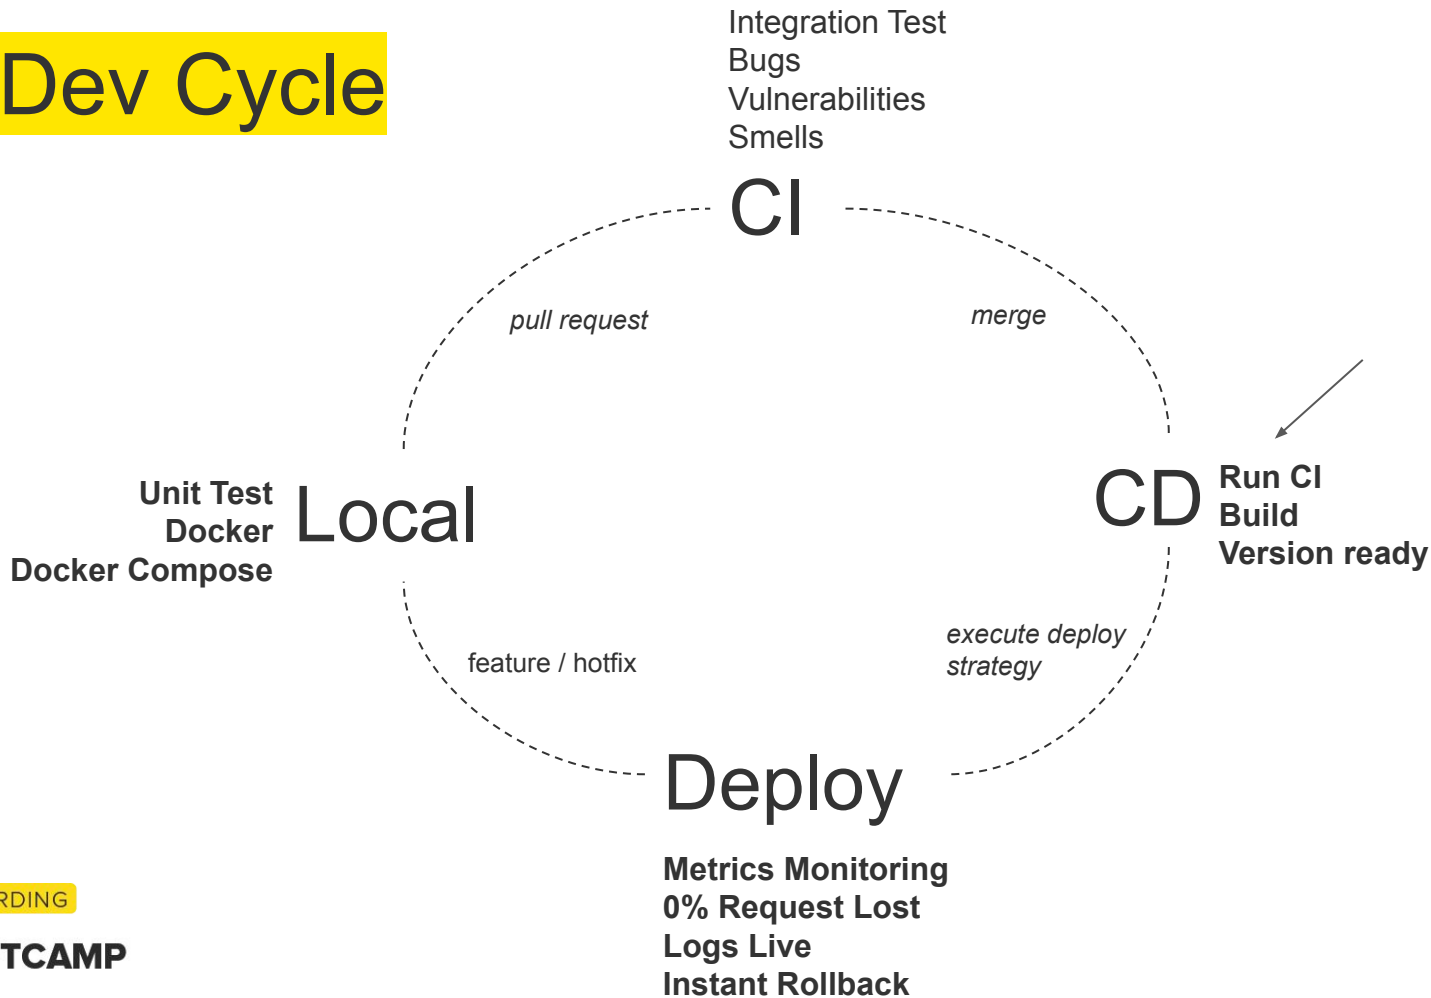 Dev Cycle
Integration Test
Bugs
Vulnerabilities
Smells
CI
pull request
merge
Unit Test
Docker
Docker Compose
Local
CD
Run CI
Build
Version ready
feature / hotfix
execute deploy
strategy
Deploy
Metrics Monitoring
0% Request Lost
Logs Live
Instant Rollback
RDING
TCAMP